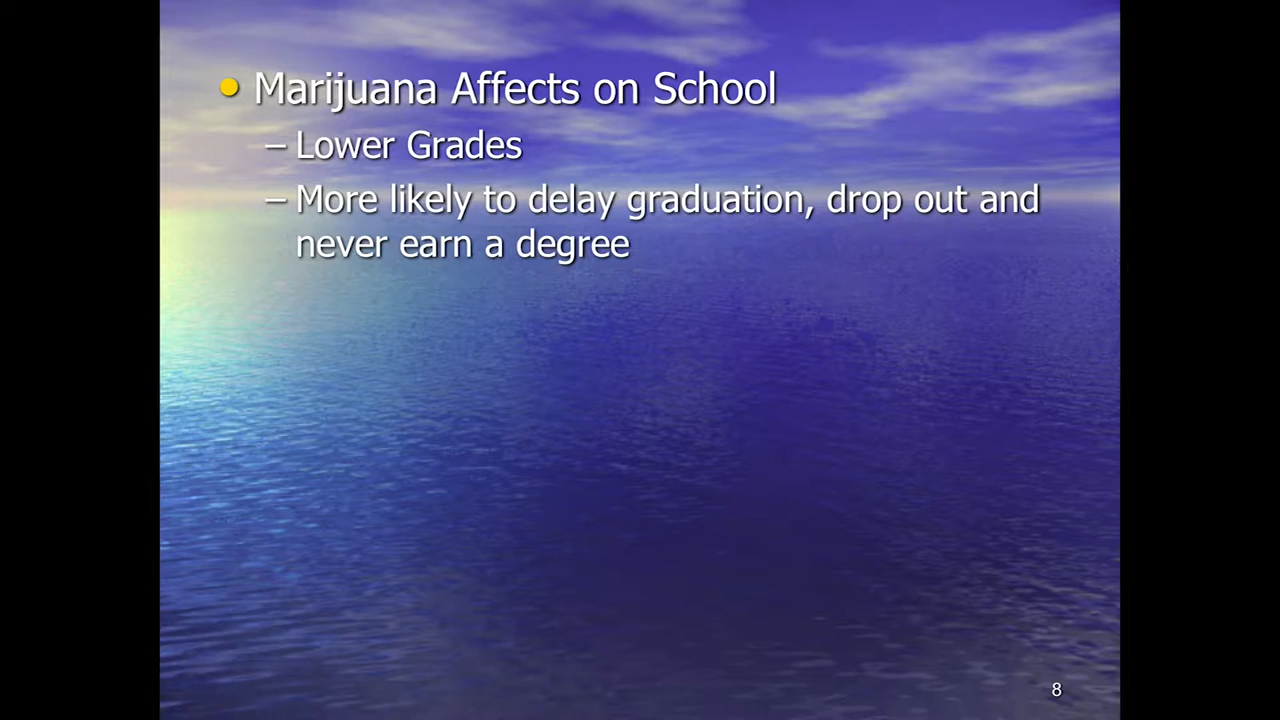 • Marijuana Affects on School
– Lower Grades
– More likely to delay graduation, drop out and
never earn a degree
8